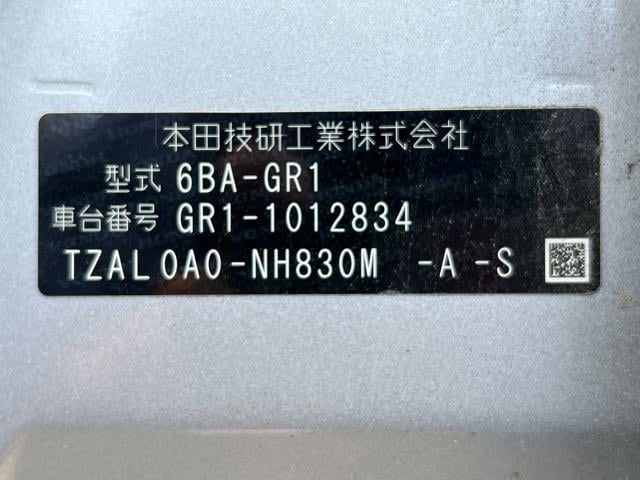 本田技研工業株式会社
型式 6BA-GR1
車台番号 GR1-1012834
TZAL0A0-NH830M -A -S